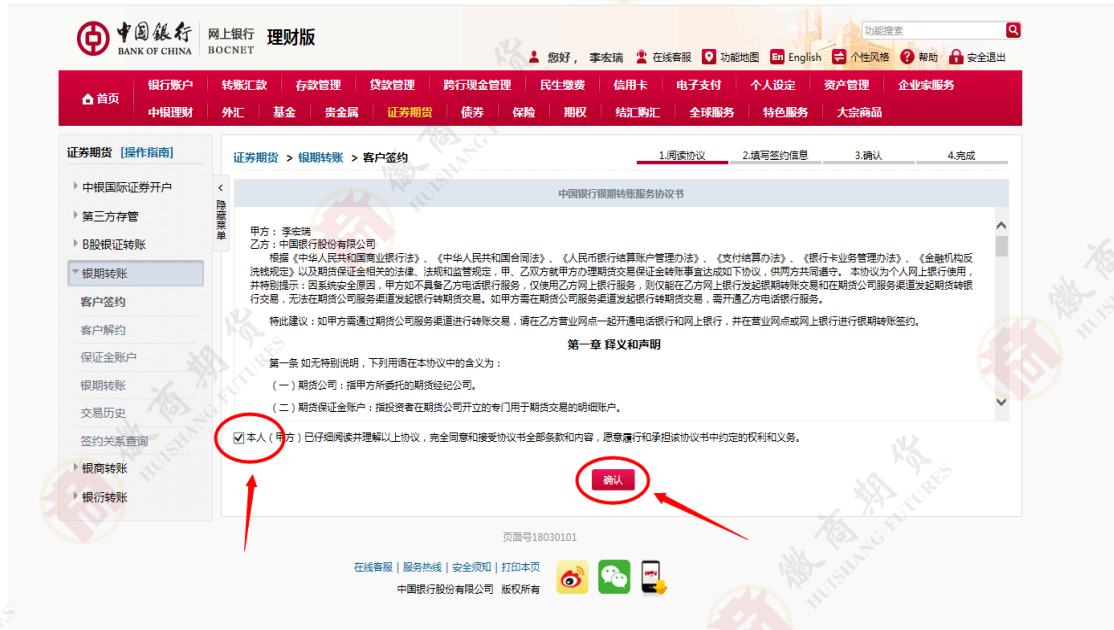 中国银行 网上银行 理财版
BANK OF CHINA BOCNET
功能搜索
您好， 李宏瑞 在线客服 功能地图 En English 个性风格 帮助 安全退出
首页
银行账户 转账汇款 存款管理 贷款管理 跨行现金管理 民生缴费 信用卡 电子支付 个人设定 资产管理 企业家服务
中银理财 外汇 基金 贵金属 证券期货 债券 保险 期权 结汇购汇 全球服务 特色服务 大宗商品
证券期货 [操作指南]
中银国际证券开户
第三方存管
B股银证转账
银期转账
客户签约
客户解约
保证金账户
银期转账
交易历史
签约关系查询
银商转账
银衍转账
隐藏菜单
证券期货 > 银期转账 > 客户签约
1.阅读协议 2.填写签约信息 3.确认 4.完成
中国银行银期转账服务协议书
甲方： 李宏瑞
乙方：中国银行股份有限公司
根据《中华人民共和国商业银行法》、《中华人民共和国合同法》、《人民币银行结算账户管理办法》、《支付结算办法》、《银行卡业务管理办法》、《金融机构反
洗钱规定》以及期货保证金相关的法律、法规和监管规定，甲、乙双方就甲方办理期货交易保证金转账事宜达成如下协议，供两方共同遵守。 本协议为个人网上银行使用，
并特别提示：因系统安全原因，甲方如不具备乙方电话银行服务，仅使用乙方网上银行服务，则仅能在乙方网上银行发起银期转账交易和在期货公司服务渠道发起期货转银
行交易，无法在期货公司服务渠道发起银行转期货交易。如甲方需在期货公司服务渠道发起银行转期货交易，需开通乙方电话银行服务。
特此建议：如甲方需通过期货公司服务渠道进行转账交易，请在乙方营业网点一起开通电话银行和网上银行，并在营业网点或网上银行进行银期转账签约。
第一章 释义和声明
第一条 如无特别说明，下列用语在本协议中的含义为：
（一）期货公司：指甲方所委托的期货经纪公司。
（二）期货保证金账户：指投资者在期货公司开立的专门用于期货交易的明细账户。
本人（甲方）已仔细阅读并理解以上协议，完全同意和接受协议书全部条款和内容，愿意履行和承担该协议书中约定的权利和义务。
确认
页面号18030101
在线客服 | 服务热线 | 安全须知 | 打印本页
中国银行股份有限公司 版权所有
徽商期货
HUISHANG FUTURES